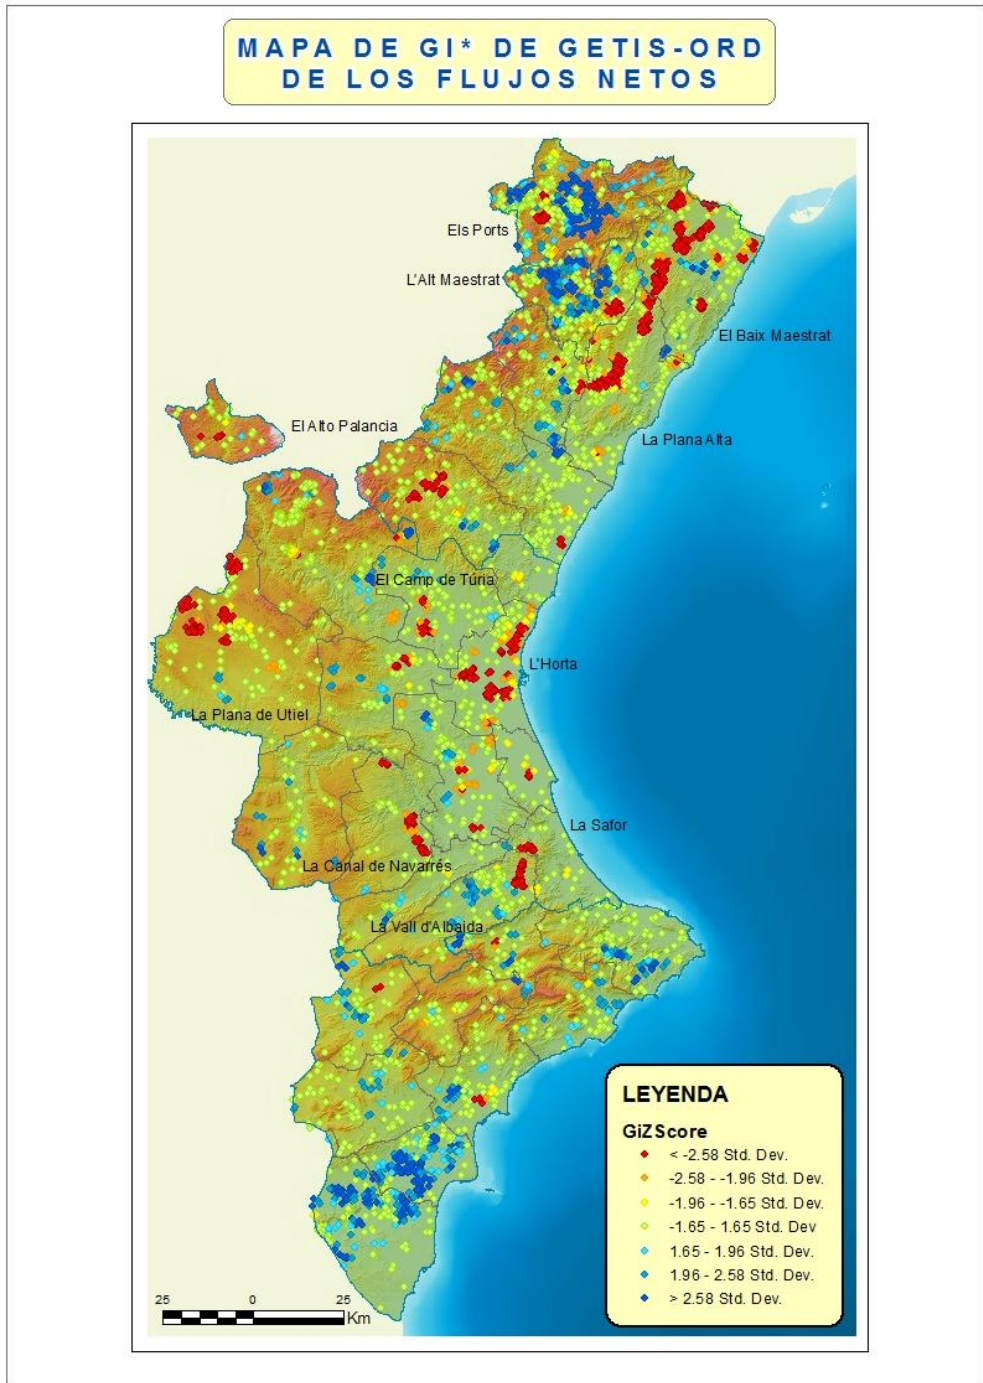 MAPA DE GI* DE GETIS-ORD
DE LOS FLUJOS NETOS
Els Ports
L'Alt Maestrat
El Baix Maestrat
El Alto Palancia
La Plana Alta
El Camp de Túria
L'Horta
La Plana de Utiel
La Safor
La Canal de Navarrés
La Vall d'Albaida
LEYENDA
GiZScore
< -2.58 Std. Dev.
-2.58 - -1.96 Std. Dev.
-1.96 - -1.65 Std. Dev.
-1.65 - 1.65 Std. Dev
1.65 - 1.96 Std. Dev.
1.96 - 2.58 Std. Dev.
> 2.58 Std. Dev.
25 0 25
Km